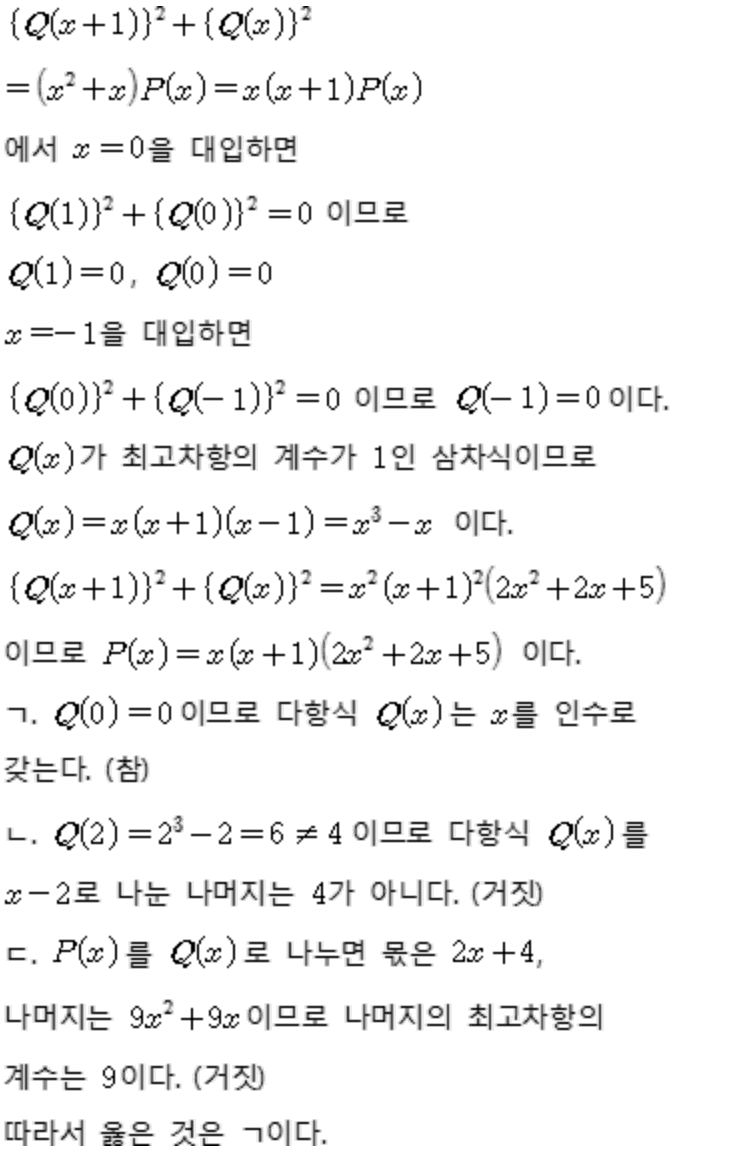 {Q(x+1)}²+{Q(x)}²
=(x²+x)P(x)=x(x+1)P(x)
에서 x=0을 대입하면
{Q(1)}²+{Q(0)}²=0 이므로
Q(1)=0, Q(0)=0
x=-1을 대입하면
{Q(0)}²+{Q(-1)}²=0 이므로 Q(-1)=0이다.
Q(x)가 최고차항의 계수가 1인 삼차식이므로
Q(x)=x(x+1)(x-1)=x³-x 이다.
{Q(x+1)}²+{Q(x)}²=x²(x+1)²(2x²+2x+5)
이므로 P(x)=x(x+1)(2x²+2x+5) 이다.
ㄱ. Q(0)=0이므로 다항식 Q(x)는 x를 인수로
갖는다. (참)
ㄴ. Q(2)=2³-2=6≠4이므로 다항식 Q(x)를
x-2로 나눈 나머지는 4가 아니다. (거짓)
ㄷ. P(x)를 Q(x)로 나누면 몫은 2x+4,
나머지는 9x²+9x이므로 나머지의 최고차항의
계수는 9이다. (거짓)
따라서 옳은 것은 ㄱ이다.